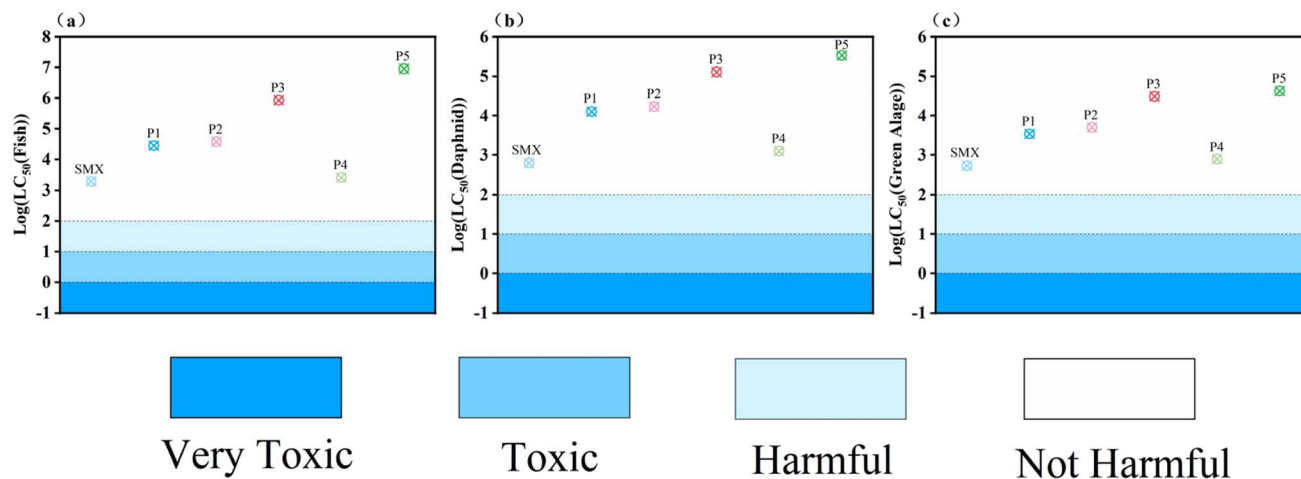 （a）
8
7
6
5
4
3
2
1
0
-1
Log(LC50(Fish))
SMX
P1
P2
P3
P4
P5
（b）
6
5
4
3
2
1
0
-1
Log(LC50(Daphnid))
SMX
P1
P2
P3
P4
P5
（c）
6
5
4
3
2
1
0
-1
Log(LC50(Green Alage))
SMX
P1
P2
P3
P4
P5
Very Toxic
Toxic
Harmful
Not Harmful